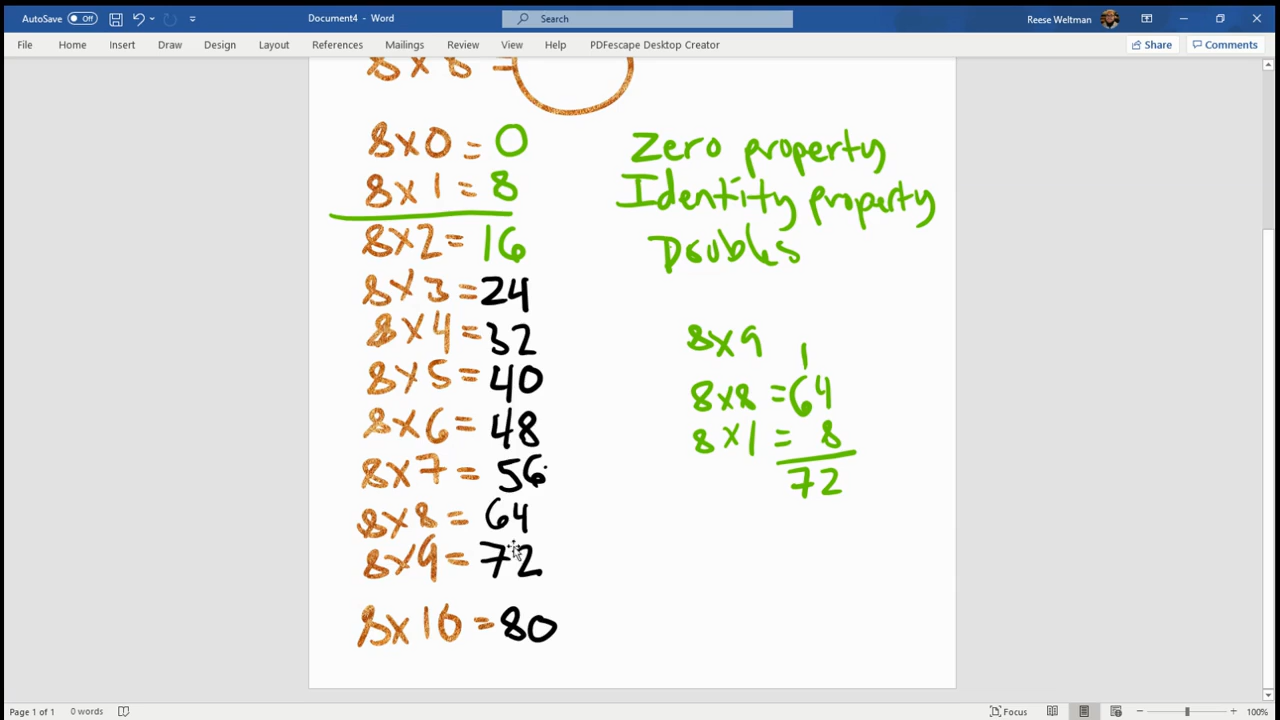 AutoSave Off Document4 - Word Search Reese Weltman
File Home Insert Draw Design Layout References Mailings Review View Help PDFescape Desktop Creator Share Comments
8 x 8 =
8x0 = 0 Zero property
8x1 = 8 Identity property
8x2 = 16 Doubles
8x3 = 24
8x4 = 32
8x5 = 40
8x6 = 48
8x7 = 56
8x8 = 64
8x9 = 72
8x10 = 80
8x9
1
8x8 = 64
8x1 = 8
72
Page 1 of 1 0 words Focus 100%